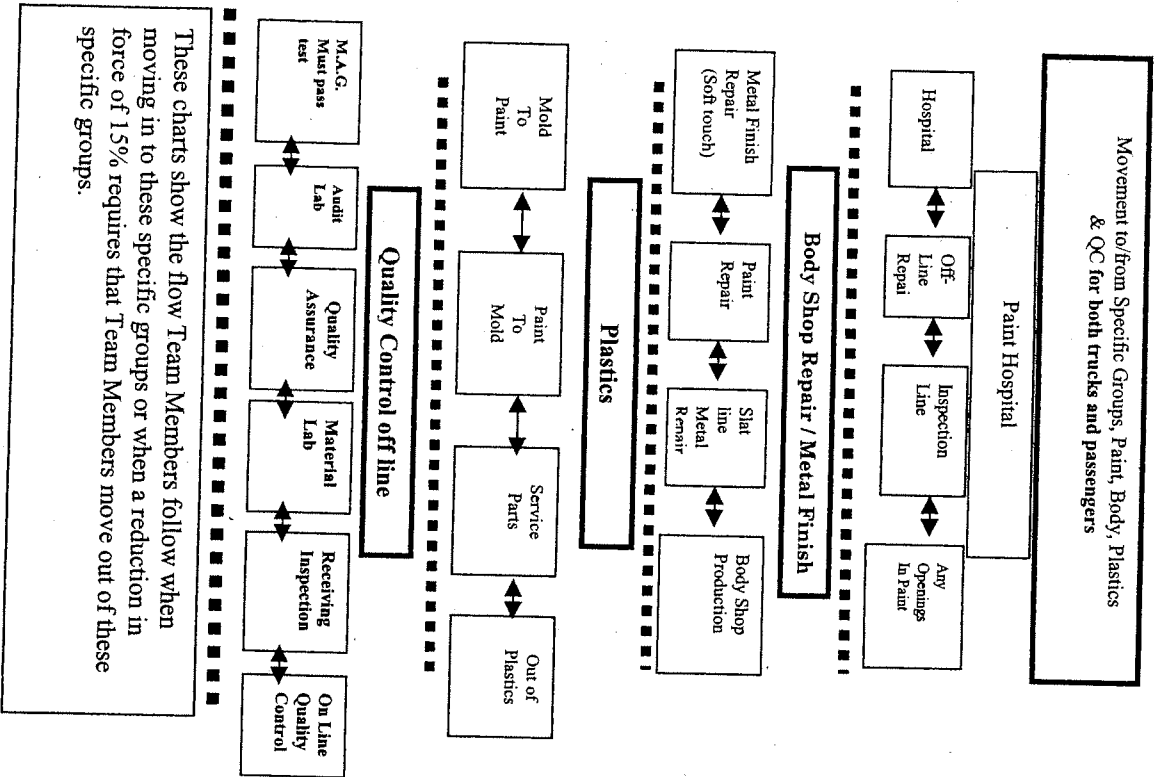 Movement to/from Specific Groups, Paint, Body, Plastics
& QC for both trucks and passengers
Paint Hospital
Hospital
Off-
Line
Repai
Inspection
Line
Any
Openings
In Paint
Body Shop Repair / Metal Finish
Metal Finish
Repair
(Soft touch)
Paint
Repair
Slat
line
Metal
Repair
Body Shop
Production
Plastics
Mold
To
Paint
Paint
To
Mold
Service
Parts
Out of
Plastics
Quality Control off line
M.A.G.
Must pass
test
Audit
Lab
Quality
Assurance
Material
Lab
Receiving
Inspection
On Line
Quality
Control
These charts show the flow Team Members follow when
moving in to these specific groups or when a reduction in
force of 15% requires that Team Members move out of these
specific groups.